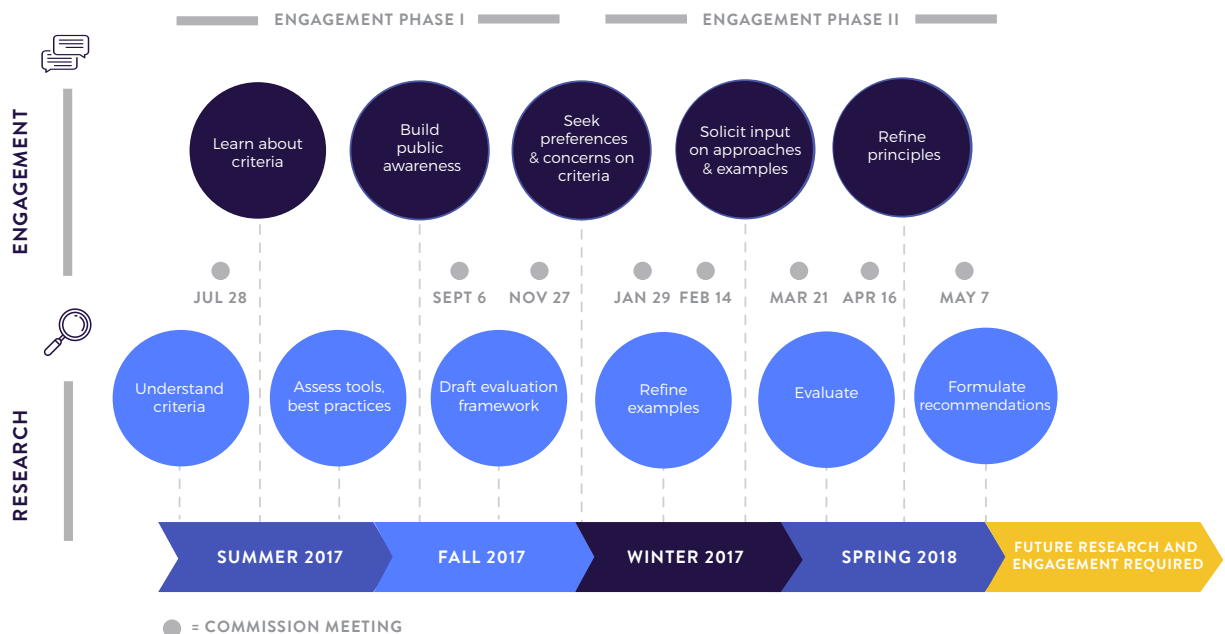 ENGAGEMENT PHASE I
ENGAGEMENT PHASE II
ENGAGEMENT
Learn about
criteria
Build
public
awareness
Seek
preferences
& concerns on
criteria
Solicit input
on approaches
& examples
Refine
principles
JUL 28
SEPT 6
NOV 27
JAN 29
FEB 14
MAR 21
APR 16
MAY 7
RESEARCH
Understand
criteria
Assess tools,
best practices
Draft evaluation
framework
Refine
examples
Evaluate
Formulate
recommendations
SUMMER 2017
FALL 2017
WINTER 2017
SPRING 2018
FUTURE RESEARCH AND
ENGAGEMENT REQUIRED
= COMMISSION MEETING